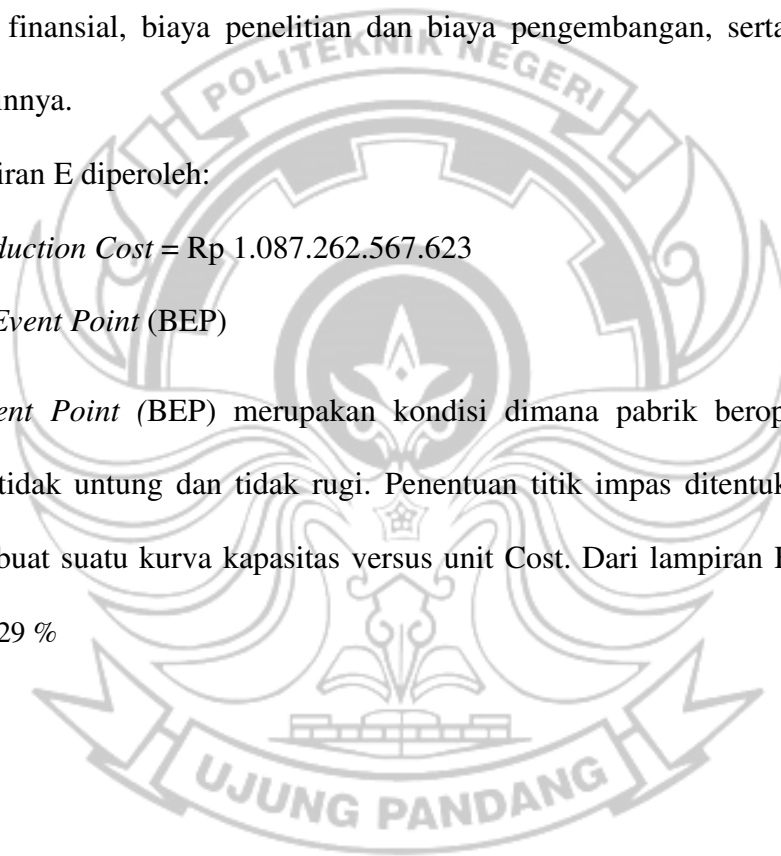 finansial, biaya penelitian dan biaya pengembangan, serta
innya.
POLITEKNIK NEGERI
iran E diperoleh:
duction Cost = Rp 1.087.262.567.623
Event Point (BEP)
ent Point (BEP) merupakan kondisi dimana pabrik berop
tidak untung dan tidak rugi. Penentuan titik impas ditentuk
buat suatu kurva kapasitas versus unit Cost. Dari lampiran
29 %
UJUNG PANDANG